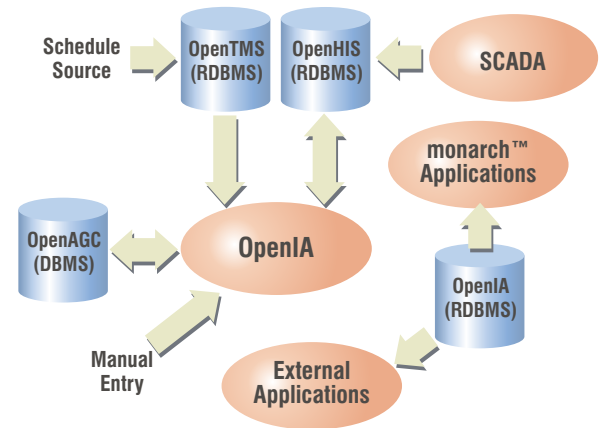 Schedule
Source
OpenTMS
(RDBMS)
OpenHIS
(RDBMS)
SCADA
monarch™
Applications
OpenAGC
(DBMS)
OpenIA
OpenIA
(RDBMS)
Manual
Entry
External
Applications